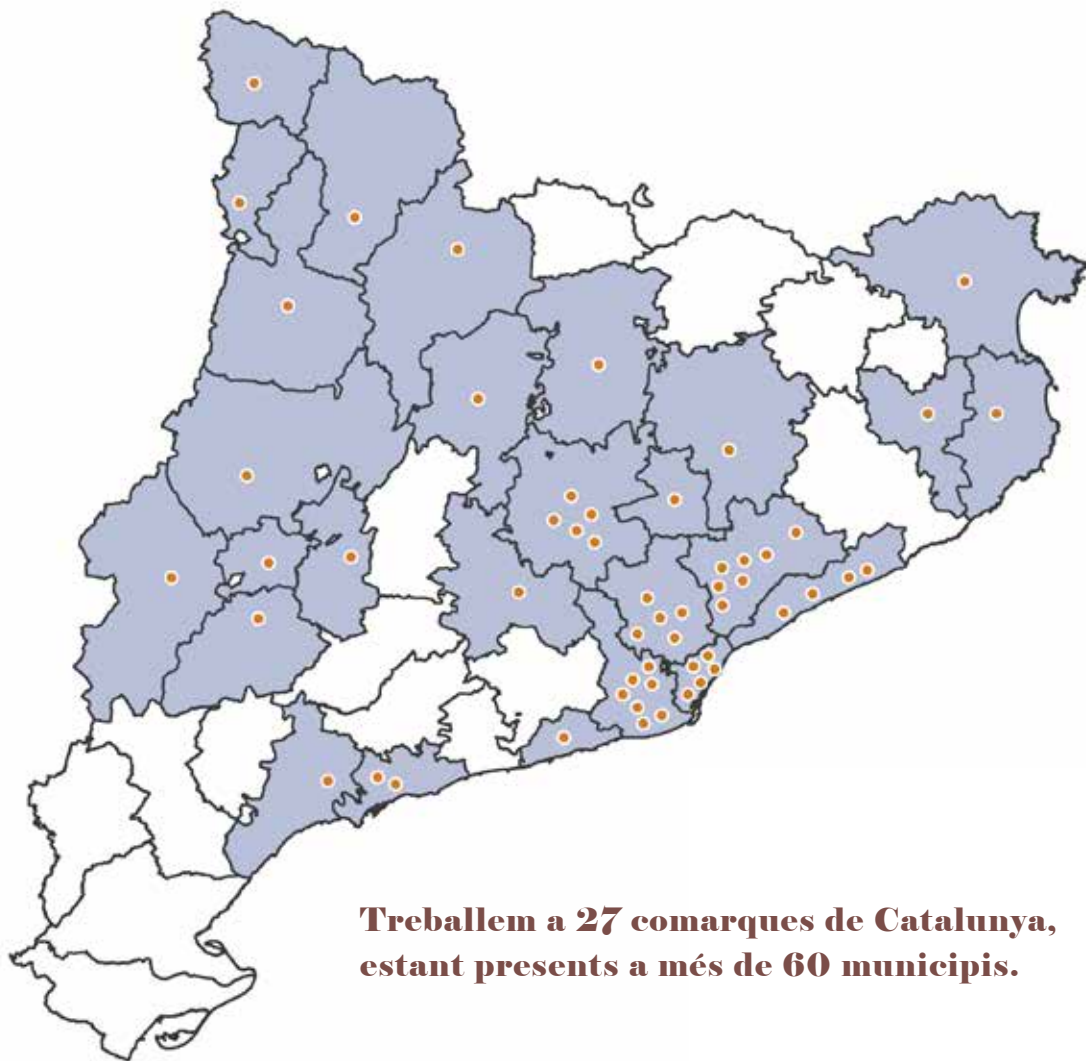 Treballem a 27 comarques de Catalunya,
estant presents a més de 60 municipis.